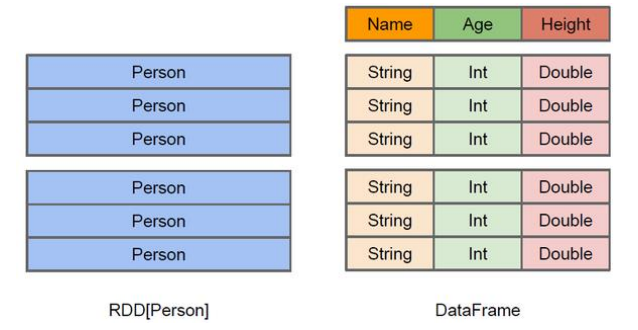 Name Age Height
Person String Int Double
Person String Int Double
Person String Int Double
Person String Int Double
Person String Int Double
Person String Int Double
RDD[Person] DataFrame